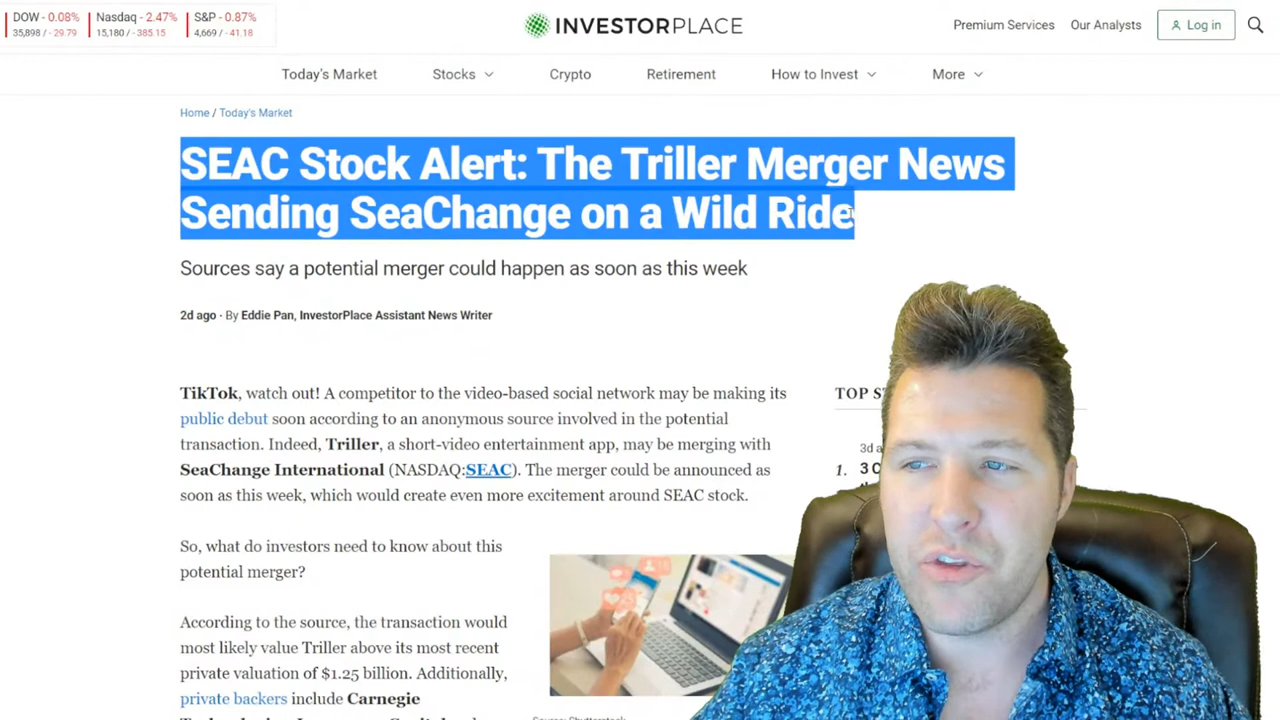 DOW - 0.08% Nasdaq - 2.47% S&P - 0.87%
35,898 / - 29.79 15,180 / - 385.15 4,669 / - 41.18
INVESTORPLACE
Premium Services Our Analysts Log in
Today's Market Stocks Crypto Retirement How to Invest More
Home / Today's Market
SEAC Stock Alert: The Triller Merger News
Sending SeaChange on a Wild Ride
Sources say a potential merger could happen as soon as this week
2d ago · By Eddie Pan, InvestorPlace Assistant News Writer
TikTok, watch out! A competitor to the video-based social network may be making its
public debut soon according to an anonymous source involved in the potential
transaction. Indeed, Triller, a short-video entertainment app, may be merging with
SeaChange International (NASDAQ:SEAC). The merger could be announced as
soon as this week, which would create even more excitement around SEAC stock.
So, what do investors need to know about this
potential merger?
According to the source, the transaction would
most likely value Triller above its most recent
private valuation of $1.25 billion. Additionally,
private backers include Carnegie
TOP
3d
1. 3